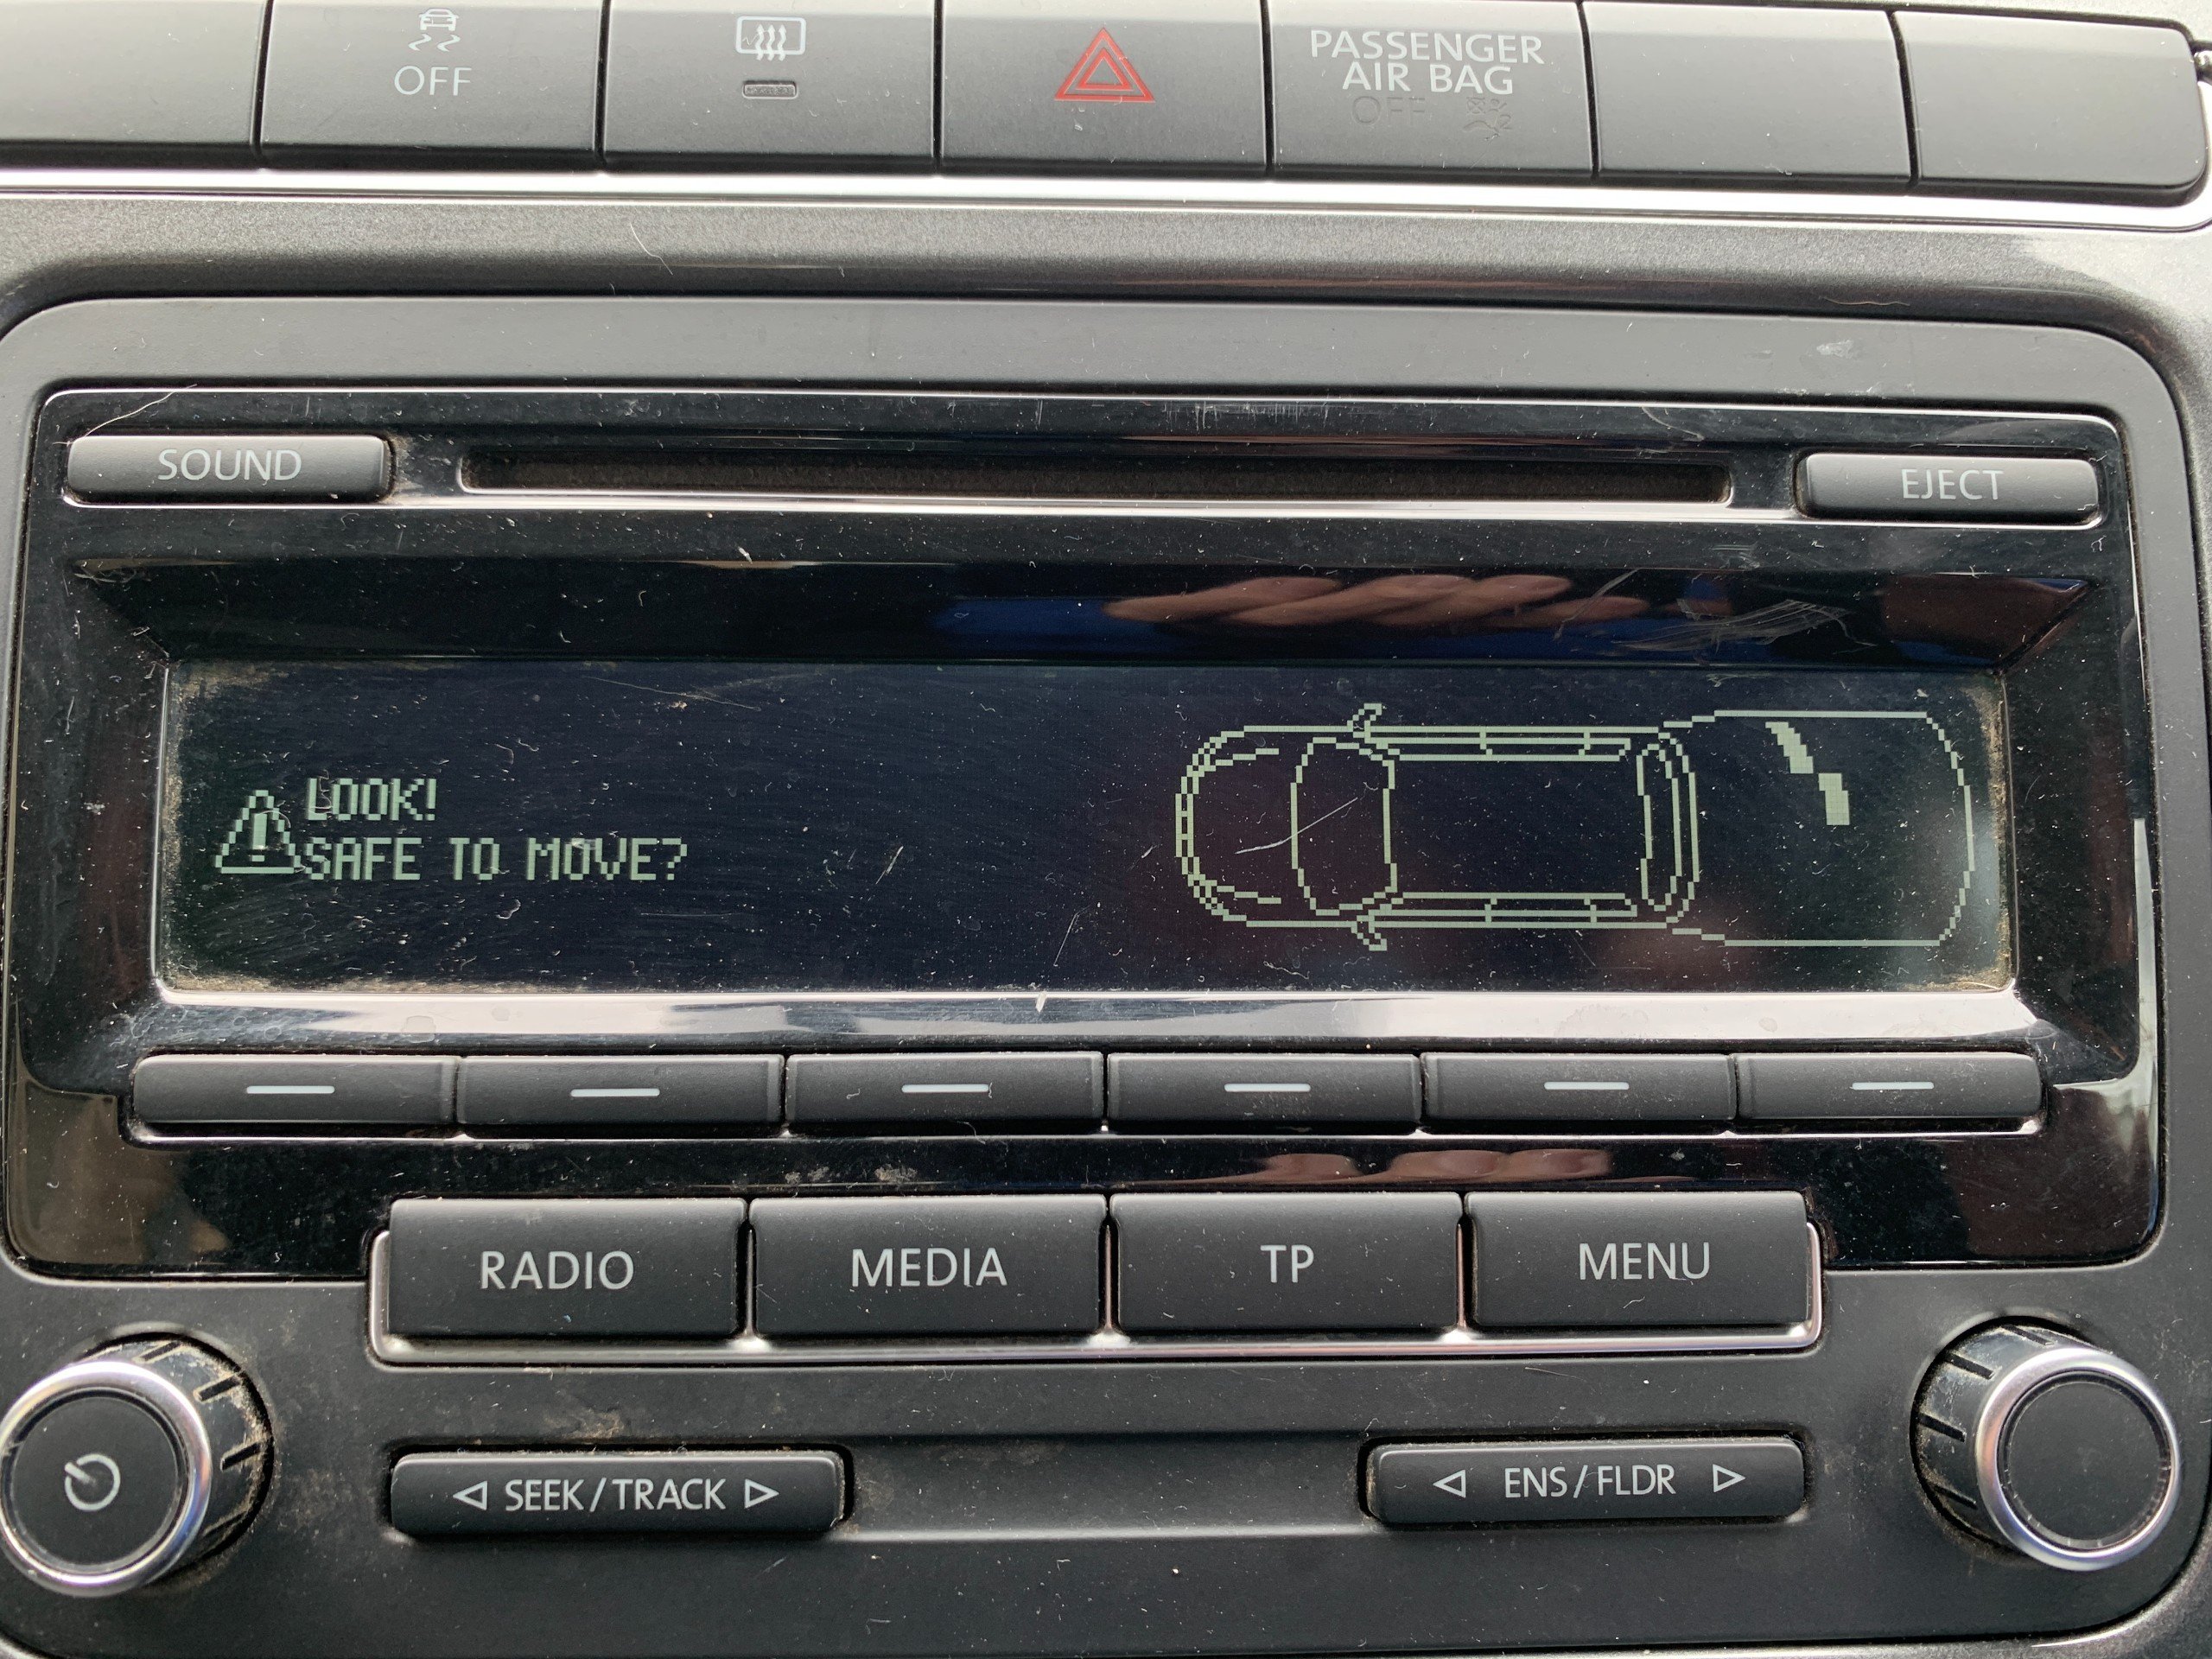 OFF
PASSENGER
AIR BAG
OFF
SOUND
EJECT
LOOK!
SAFE TO MOVE?
RADIO
MEDIA
TP
MENU
SEEK/TRACK
ENS/FLDR